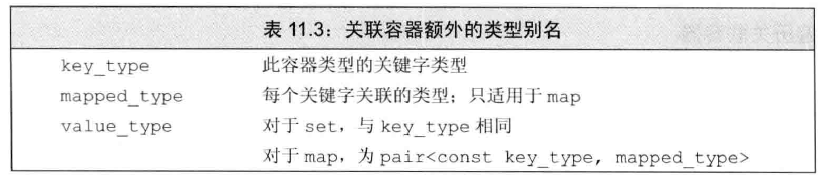 表 11.3：关联容器额外的类型别名
key_type 此容器类型的关键字类型
mapped_type 每个关键字关联的类型；只适用于 map
value_type 对于 set，与 key_type 相同
对于 map，为 pair<const key_type, mapped_type>